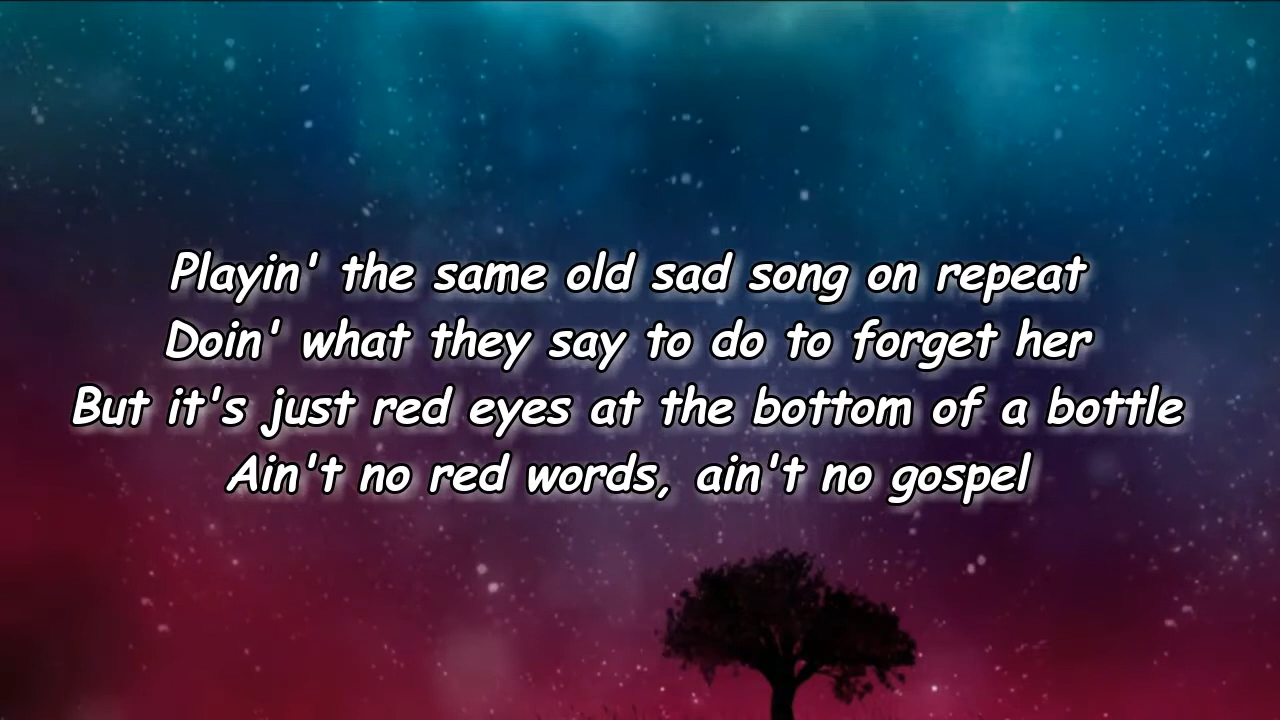 Playin' the same old sad song on repeat
Doin' what they say to do to forget her
But it's just red eyes at the bottom of a bottle
Ain't no red words, ain't no gospel